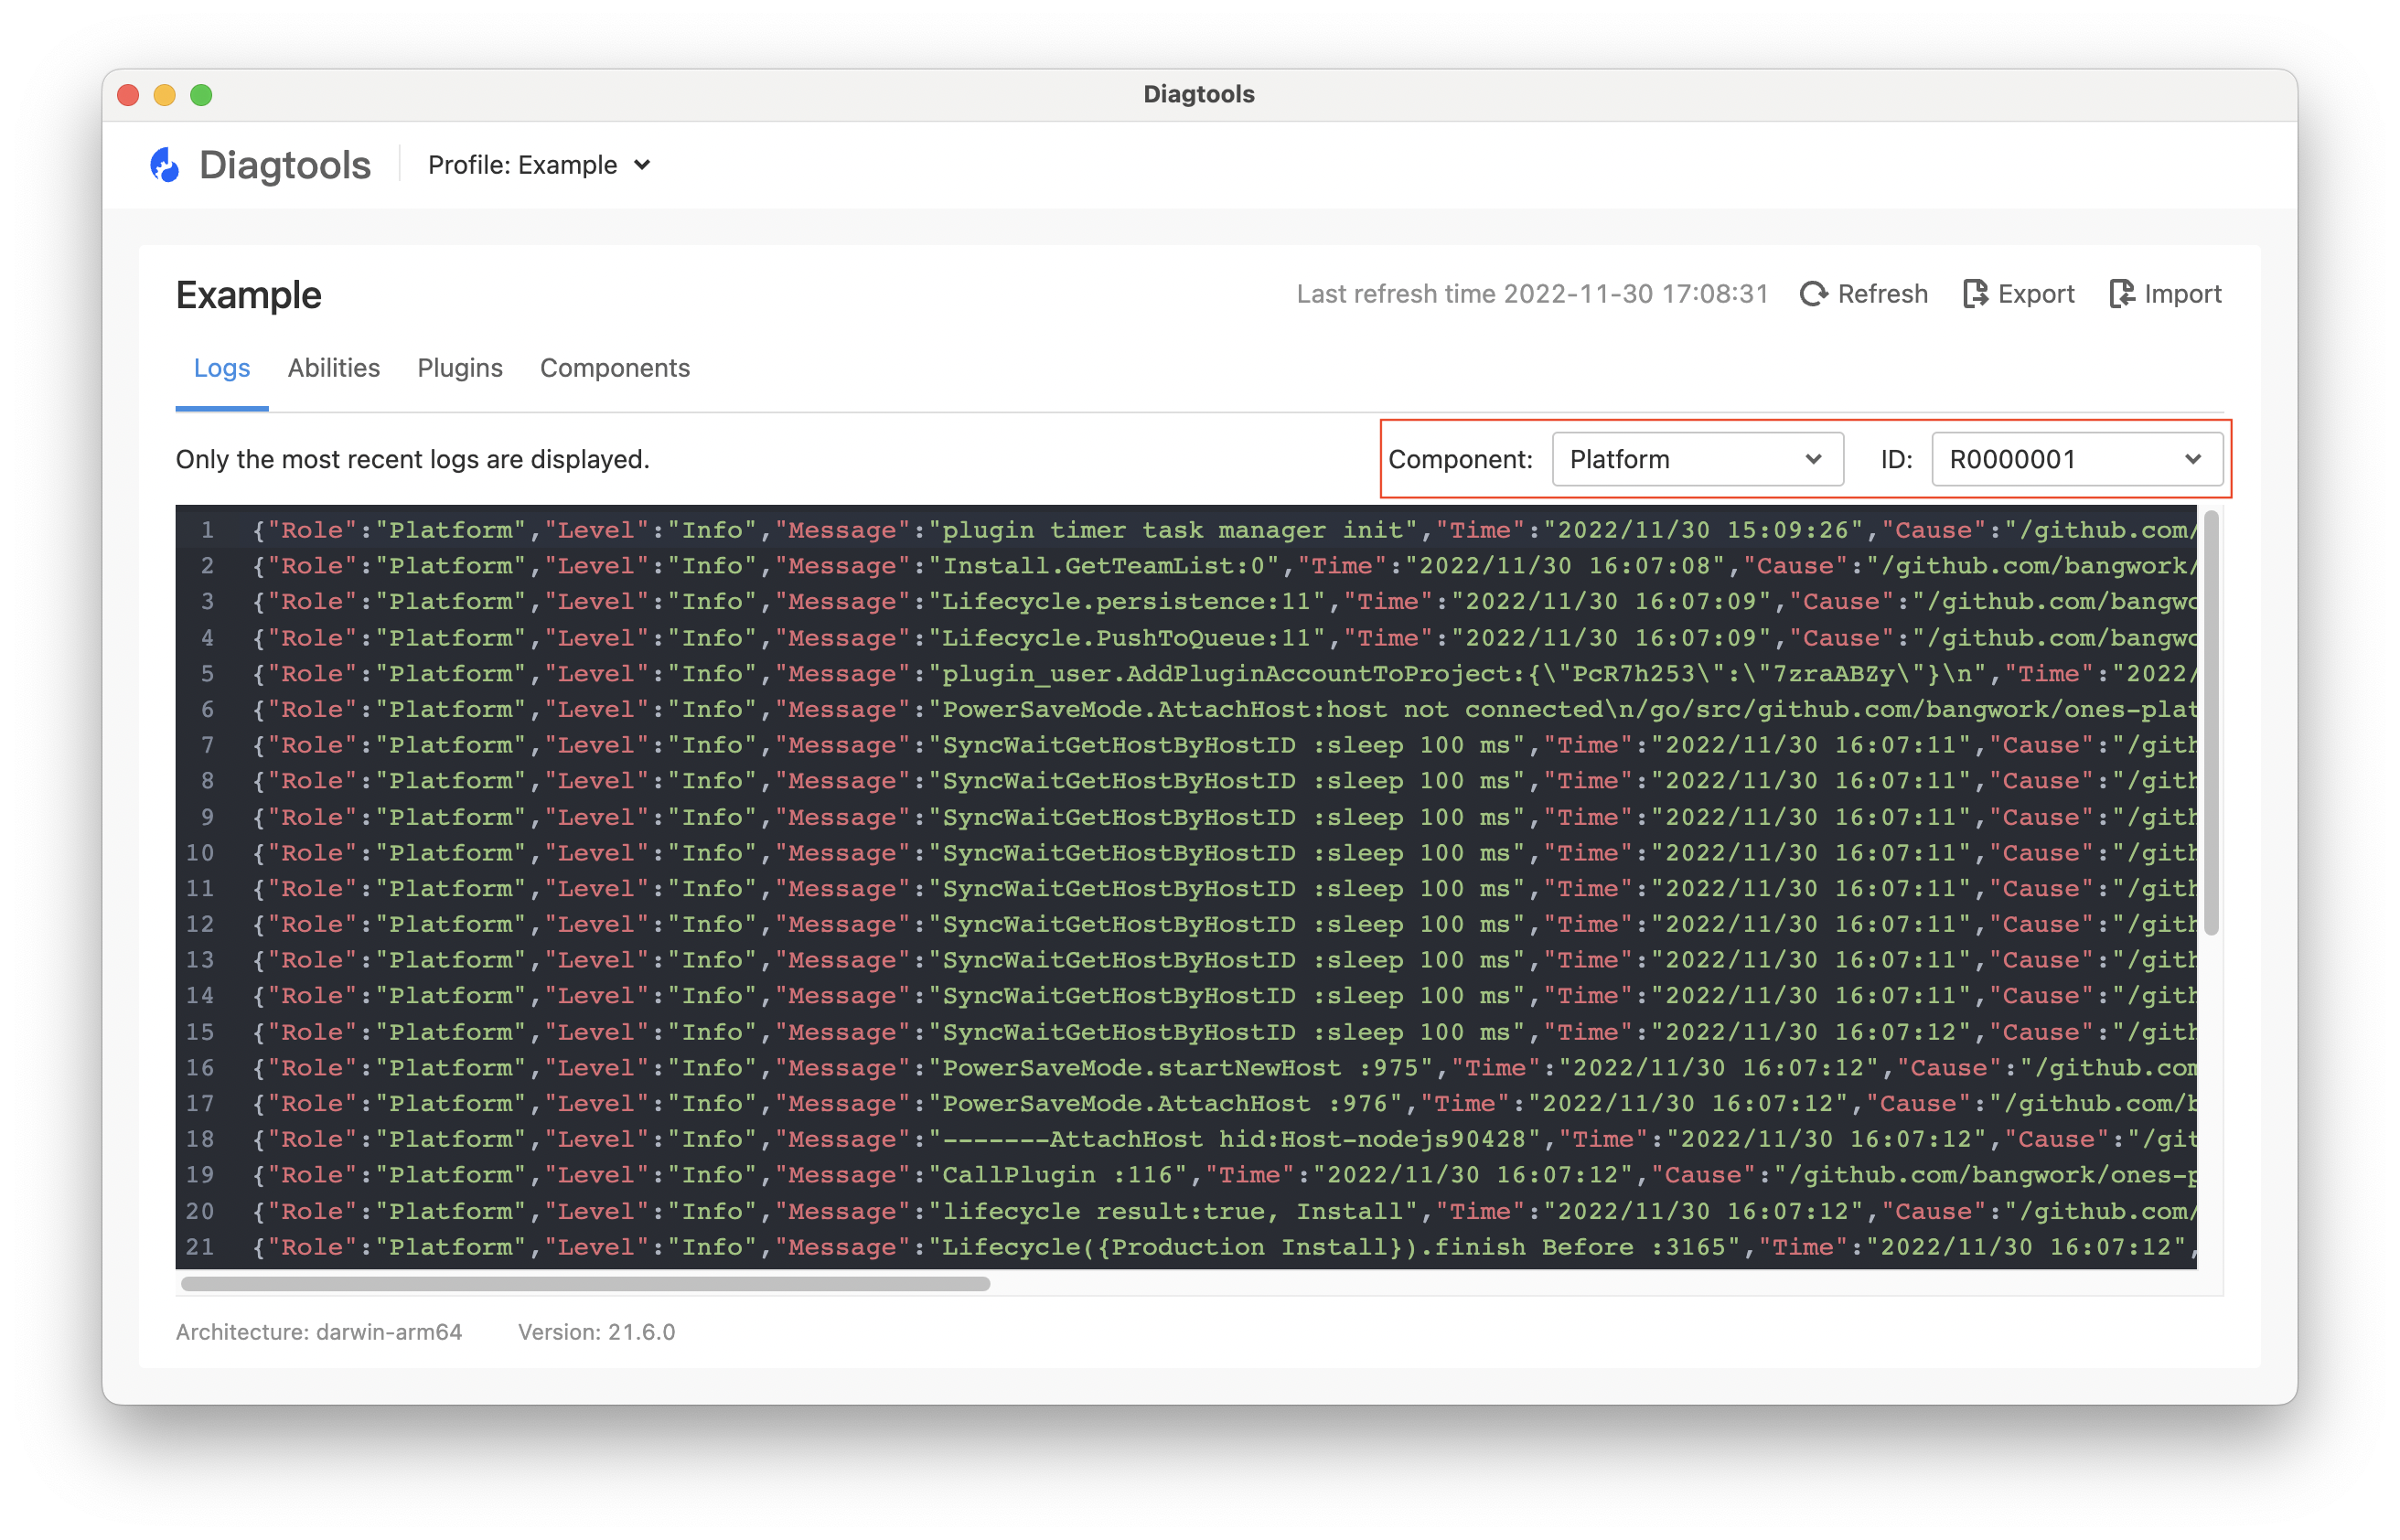 Diagtools
Diagtools Profile: Example
Example Last refresh time 2022-11-30 17:08:31 Refresh Export Import
Logs Abilities Plugins Components
Only the most recent logs are displayed. Component: Platform ID: R0000001
1 {"Role":"Platform","Level":"Info","Message":"plugin timer task manager init","Time":"2022/11/30 15:09:26","Cause":"/github.com/
2 {"Role":"Platform","Level":"Info","Message":"Install.GetTeamList:0","Time":"2022/11/30 16:07:08","Cause":"/github.com/bangwork/
3 {"Role":"Platform","Level":"Info","Message":"Lifecycle.persistence:11","Time":"2022/11/30 16:07:09","Cause":"/github.com/bangwo
4 {"Role":"Platform","Level":"Info","Message":"Lifecycle.PushToQueue:11","Time":"2022/11/30 16:07:09","Cause":"/github.com/bangwo
5 {"Role":"Platform","Level":"Info","Message":"plugin_user.AddPluginAccountToProject:{\"PcR7h253\":\"7zraABZy\"}\n","Time":"2022/
6 {"Role":"Platform","Level":"Info","Message":"PowerSaveMode.AttachHost:host not connected\n/go/src/github.com/bangwork/ones-plat
7 {"Role":"Platform","Level":"Info","Message":"SyncWaitGetHostByHostID :sleep 100 ms","Time":"2022/11/30 16:07:11","Cause":"/gith
8 {"Role":"Platform","Level":"Info","Message":"SyncWaitGetHostByHostID :sleep 100 ms","Time":"2022/11/30 16:07:11","Cause":"/gith
9 {"Role":"Platform","Level":"Info","Message":"SyncWaitGetHostByHostID :sleep 100 ms","Time":"2022/11/30 16:07:11","Cause":"/gith
10 {"Role":"Platform","Level":"Info","Message":"SyncWaitGetHostByHostID :sleep 100 ms","Time":"2022/11/30 16:07:11","Cause":"/gith
11 {"Role":"Platform","Level":"Info","Message":"SyncWaitGetHostByHostID :sleep 100 ms","Time":"2022/11/30 16:07:11","Cause":"/gith
12 {"Role":"Platform","Level":"Info","Message":"SyncWaitGetHostByHostID :sleep 100 ms","Time":"2022/11/30 16:07:11","Cause":"/gith
13 {"Role":"Platform","Level":"Info","Message":"SyncWaitGetHostByHostID :sleep 100 ms","Time":"2022/11/30 16:07:11","Cause":"/gith
14 {"Role":"Platform","Level":"Info","Message":"SyncWaitGetHostByHostID :sleep 100 ms","Time":"2022/11/30 16:07:11","Cause":"/gith
15 {"Role":"Platform","Level":"Info","Message":"SyncWaitGetHostByHostID :sleep 100 ms","Time":"2022/11/30 16:07:12","Cause":"/gith
16 {"Role":"Platform","Level":"Info","Message":"PowerSaveMode.startNewHost :975","Time":"2022/11/30 16:07:12","Cause":"/github.com
17 {"Role":"Platform","Level":"Info","Message":"PowerSaveMode.AttachHost :976","Time":"2022/11/30 16:07:12","Cause":"/github.com/b
18 {"Role":"Platform","Level":"Info","Message":"-------AttachHost hid:Host-nodejs90428","Time":"2022/11/30 16:07:12","Cause":"/git
19 {"Role":"Platform","Level":"Info","Message":"CallPlugin :116","Time":"2022/11/30 16:07:12","Cause":"/github.com/bangwork/ones-p
20 {"Role":"Platform","Level":"Info","Message":"lifecycle result:true, Install","Time":"2022/11/30 16:07:12","Cause":"/github.com/
21 {"Role":"Platform","Level":"Info","Message":"Lifecycle({Production Install}).finish Before :3165","Time":"2022/11/30 16:07:12",
Architecture: darwin-arm64 Version: 21.6.0